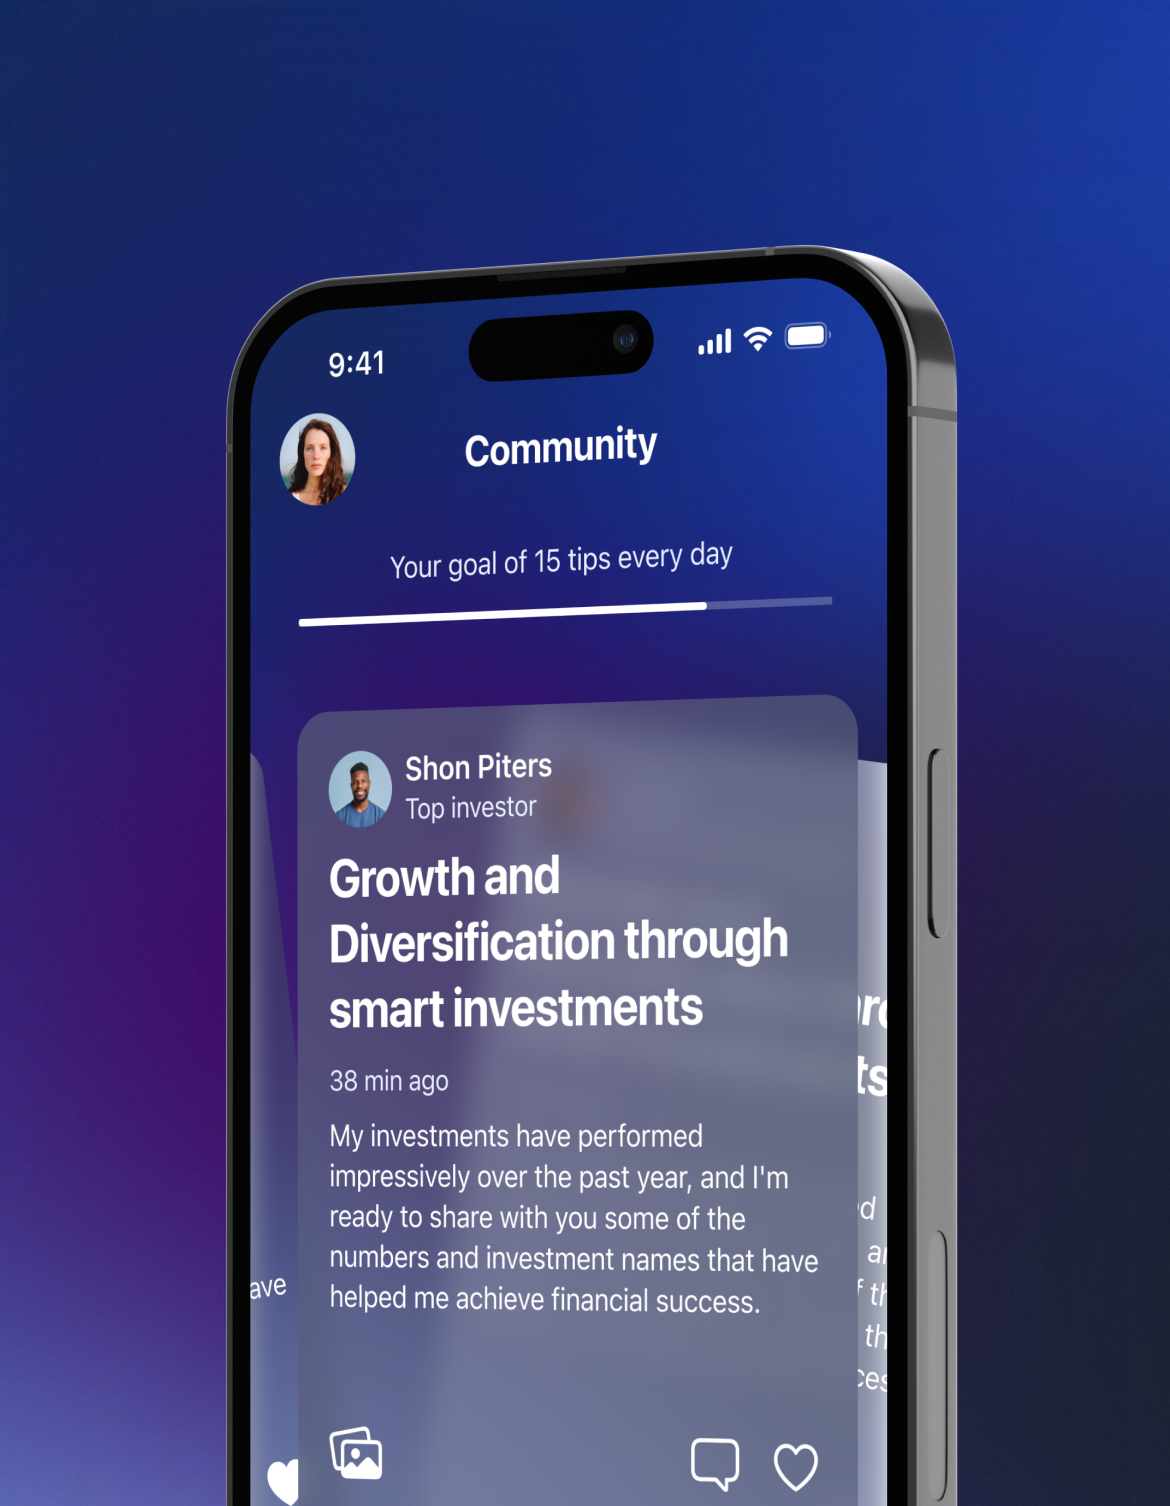 9:41
Community
Your goal of 15 tips every day
Shon Piters
Top investor
Growth and
Diversification through
smart investments
38 min ago
My investments have performed
impressively over the past year, and I'm
ready to share with you some of the
numbers and investment names that have
helped me achieve financial success.